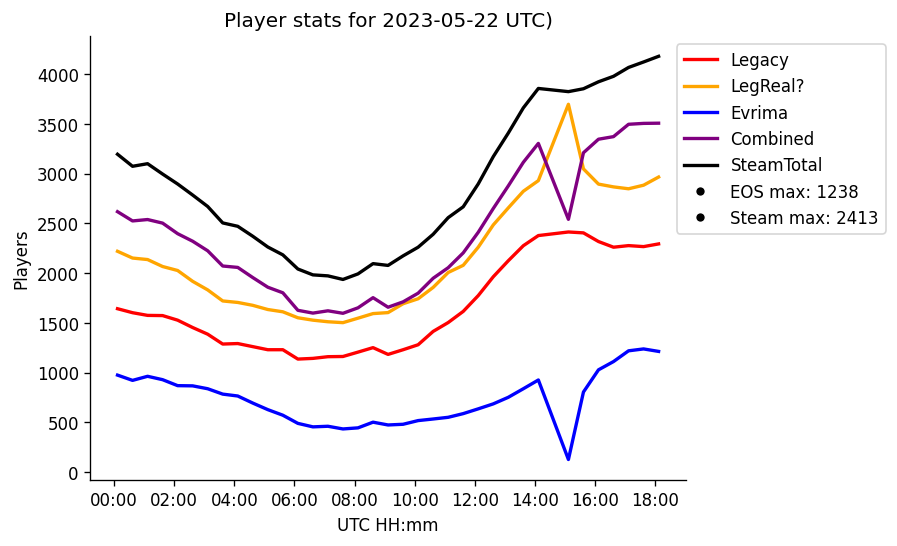 Player stats for 2023-05-22 UTC)
Legacy
LegReal?
Evrima
Combined
SteamTotal
EOS max: 1238
Steam max: 2413
Players
4000
3500
3000
2500
2000
1500
1000
500
0
00:00 02:00 04:00 06:00 08:00 10:00 12:00 14:00 16:00 18:00
UTC HH:mm